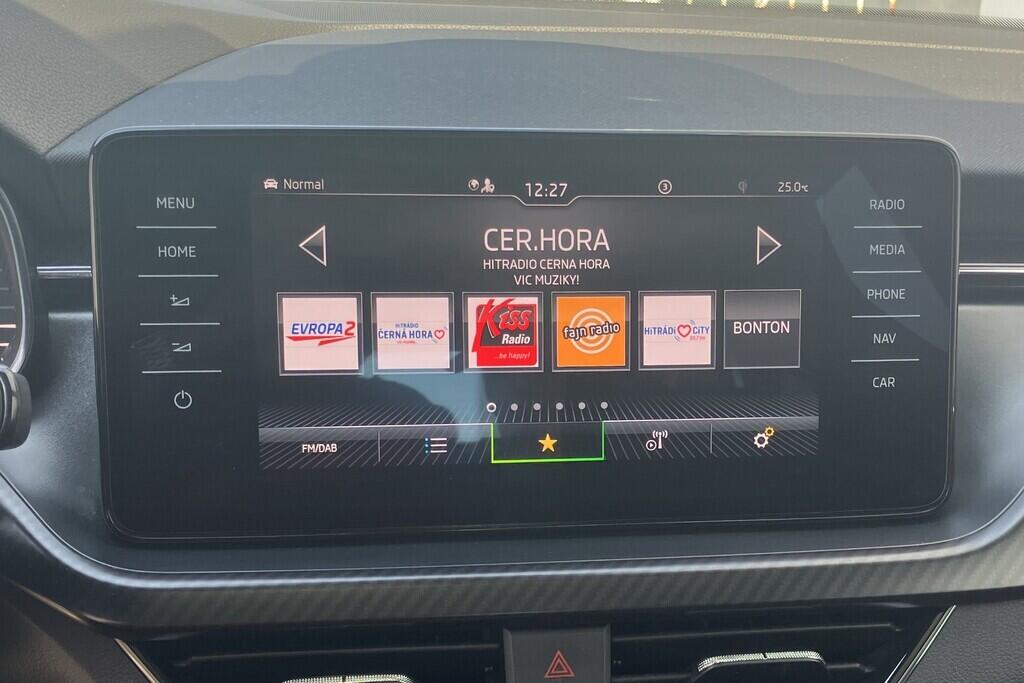 Normal
12:27
3
25.0°C
MENU
HOME
RADIO
MEDIA
PHONE
NAV
CAR
CER.HORA
HITRADIO CERNA HORA
VIC MUZIKY!
EVROPA 2
HITRÁDIO
ČERNÁ HORA
Kiss
Radio
...be happy!
fajn radio
HITRÁDI CITY
BONTON
FM/DAB